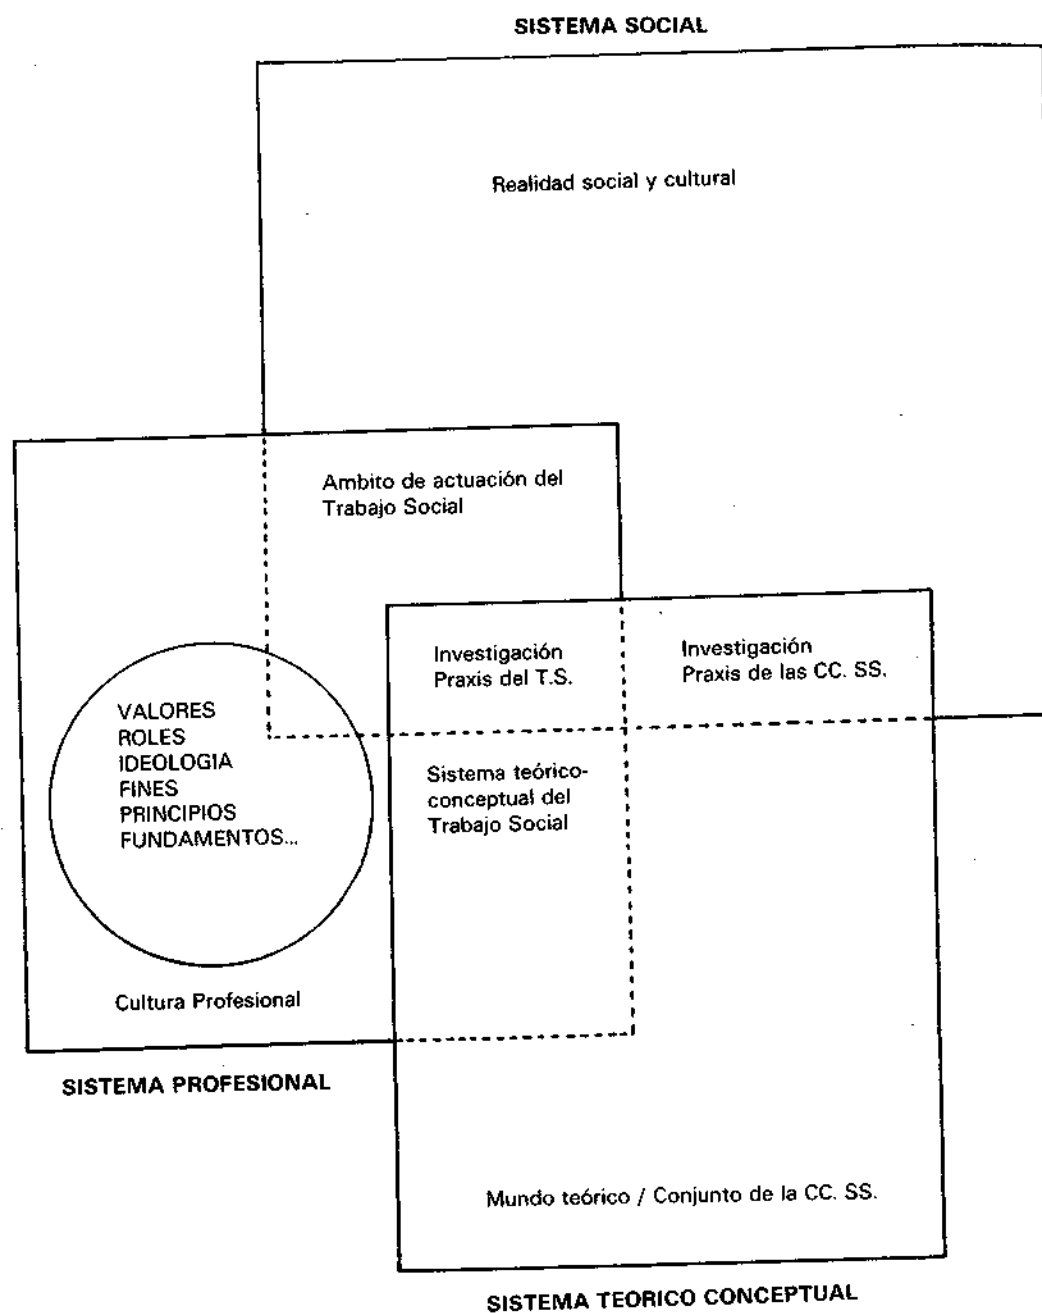 SISTEMA SOCIAL
Realidad social y cultural
Ambito de actuación del
Trabajo Social
Investigación
Praxis del T.S.
Investigación
Praxis de las CC. SS.
VALORES
ROLES
IDEOLOGIA
FINES
PRINCIPIOS
FUNDAMENTOS...
Sistema teórico-
conceptual del
Trabajo Social
Cultura Profesional
SISTEMA PROFESIONAL
Mundo teórico / Conjunto de la CC. SS.
SISTEMA TEORICO CONCEPTUAL